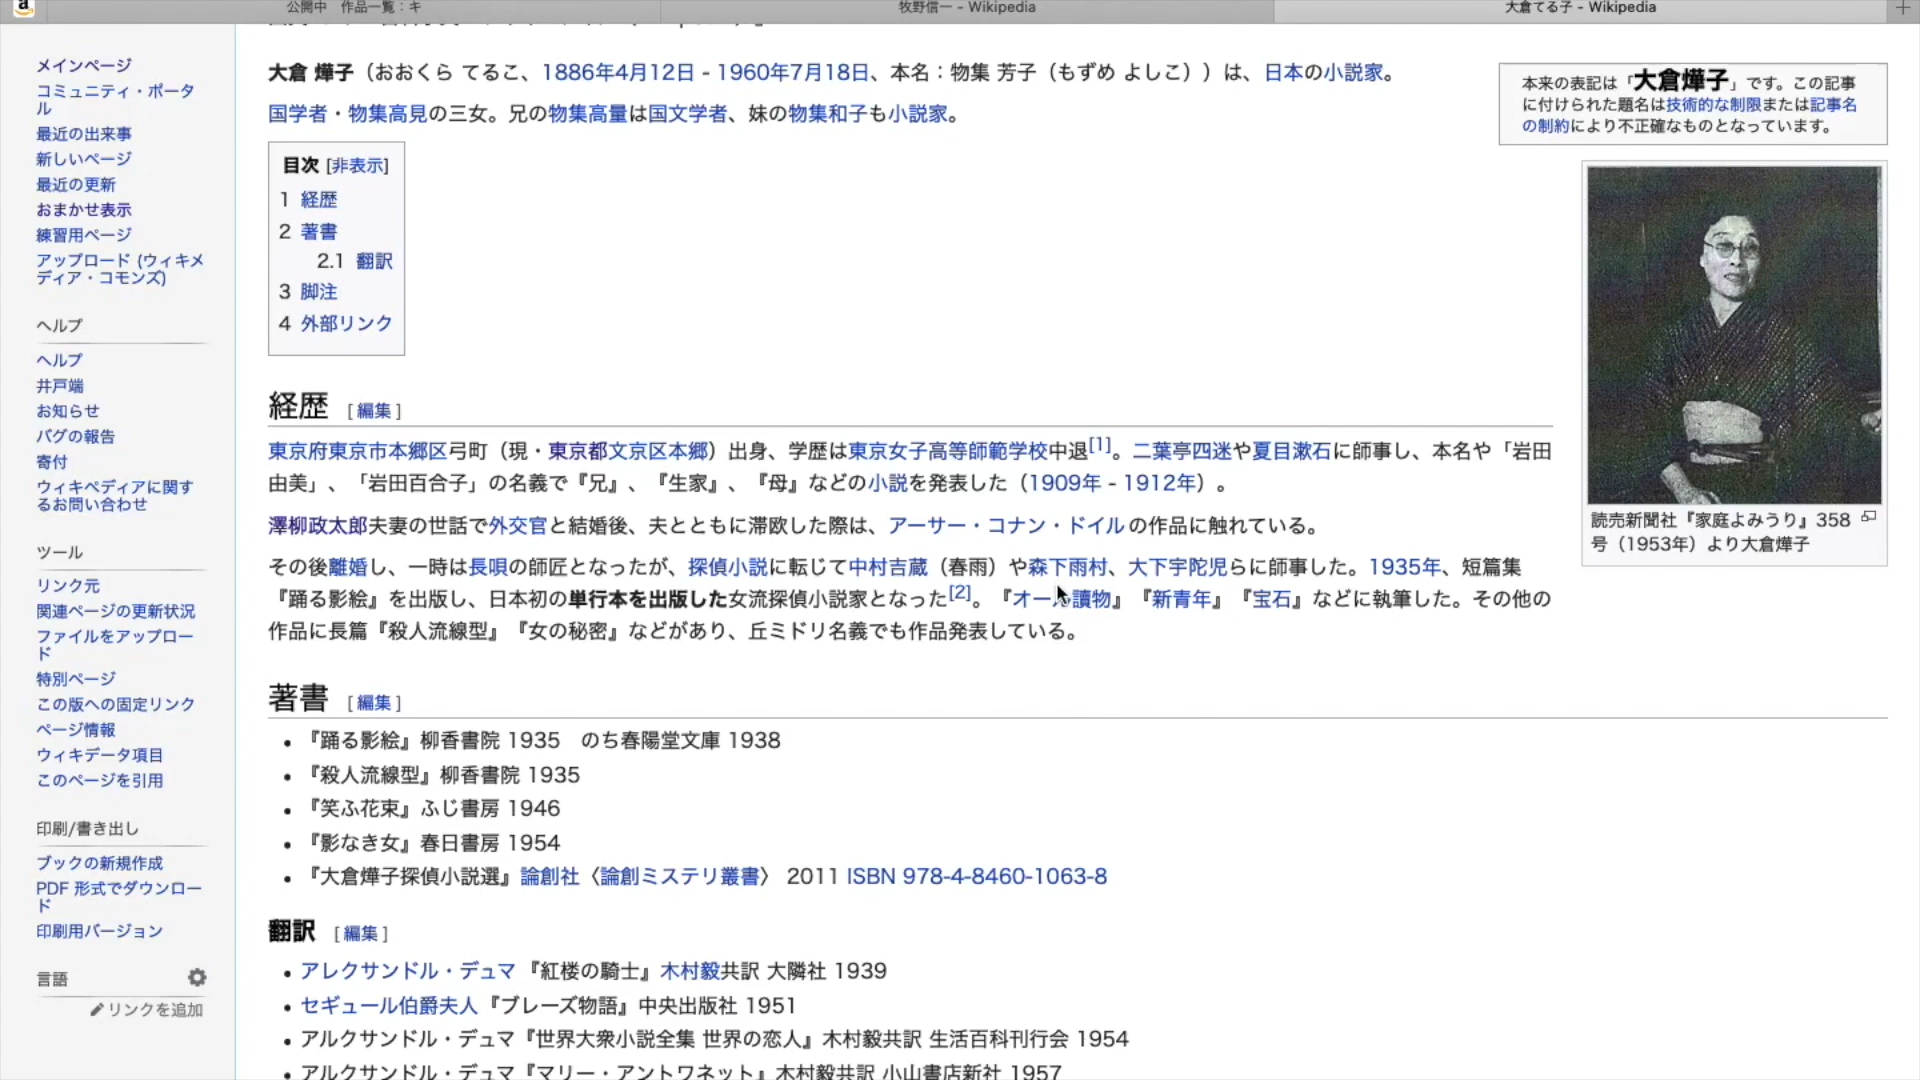 公開中 作品一覧：キ
牧野信一 - Wikipedia
大倉てる子 - Wikipedia
メインページ
コミュニティ・ポータ
ル
最近の出来事
新しいページ
最近の更新
おまかせ表示
練習用ページ
アップロード (ウィキメ
ディア・コモンズ)
ヘルプ
ヘルプ
井戸端
お知らせ
バグの報告
寄付
ウィキペディアに関す
るお問い合わせ
ツール
リンク元
関連ページの更新状況
ファイルをアップロー
ド
特別ページ
この版への固定リンク
ページ情報
ウィキデータ項目
このページを引用
印刷/書き出し
ブックの新規作成
PDF 形式でダウンロー
ド
印刷用バージョン
言語
リンクを追加
大倉 燁子（おおくら てるこ、1886年4月12日 - 1960年7月18日、本名：物集 芳子（もずめ よしこ））は、日本の小説家。
国学者・物集高見の三女。兄の物集高量は国文学者、妹の物集和子も小説家。
目次 [非表示]
1 経歴
2 著書
2.1 翻訳
3 脚注
4 外部リンク
本来の表記は「大倉燁子」です。この記事
に付けられた題名は技術的な制限または記事名
の制約により不正確なものとなっています。
読売新聞社『家庭よみうり』358
号（1953年）より大倉燁子
経歴 [編集]
東京府東京市本郷区弓町（現・東京都文京区本郷）出身、学歴は東京女子高等師範学校中退[1]。二葉亭四迷や夏目漱石に師事し、本名や「岩田
由美」、「岩田百合子」の名義で『兄』、『生家』、『母』などの小説を発表した（1909年 - 1912年）。
澤柳政太郎夫妻の世話で外交官と結婚後、夫とともに滞欧した際は、アーサー・コナン・ドイルの作品に触れている。
その後離婚し、一時は長唄の師匠となったが、探偵小説に転じて中村吉蔵（春雨）や森下雨村、大下宇陀児らに師事した。1935年、短篇集
『踊る影絵』を出版し、日本初の単行本を出版した女流探偵小説家となった[2]。『オール讀物』『新青年』『宝石』などに執筆した。その他の
作品に長篇『殺人流線型』『女の秘密』などがあり、丘ミドリ名義でも作品発表している。
著書 [編集]
『踊る影絵』柳香書院 1935 のち春陽堂文庫 1938
『殺人流線型』柳香書院 1935
『笑ふ花束』ふじ書房 1946
『影なき女』春日書房 1954
『大倉燁子探偵小説選』論創社〈論創ミステリ叢書〉 2011 ISBN 978-4-8460-1063-8
翻訳 [編集]
アレクサンドル・デュマ 『紅楼の騎士』木村毅共訳 大隣社 1939
セギュール伯爵夫人『ブレーズ物語』中央出版社 1951
アルクサンドル・デュマ『世界大衆小説全集 世界の恋人』木村毅共訳 生活百科刊行会 1954
アルクサンドル・デュマ『マリー・アントワネット』木村毅共訳 小山書店新社 1957